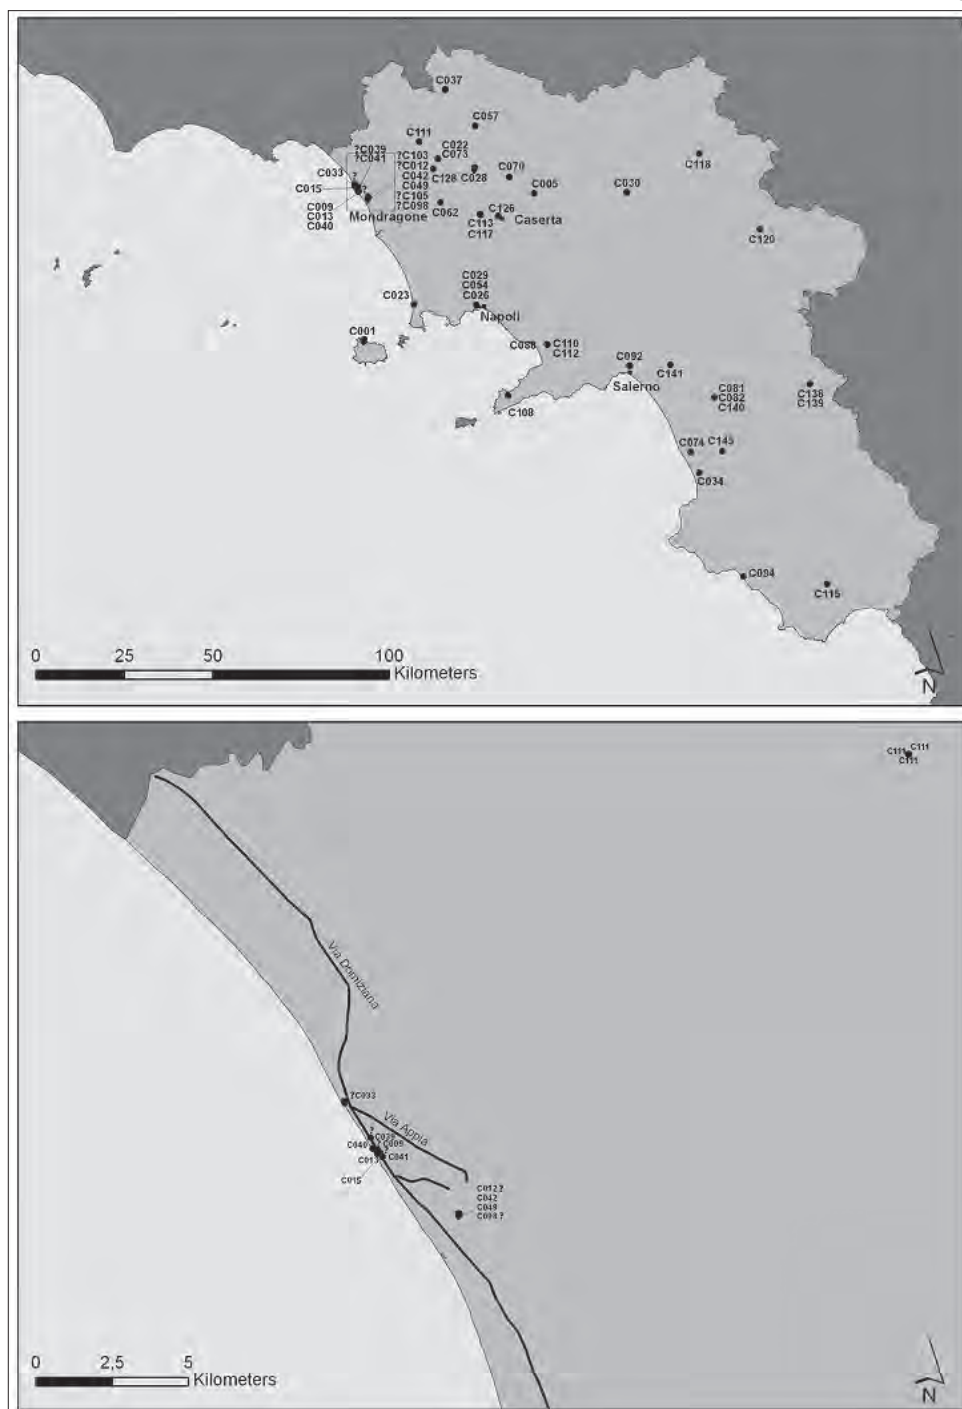 C037
C057
C111
?C039
?C041
C022
C073
?C103
?C012
C042
C049
?C105
?C098
C128
C028
C070
C118
C033
C015
C005
C030
C009
C013
C040
Mondragone
C062
C126
Caserta
C113
C117
C120
C029
C054
C026
Napoli
C023
C001
C088
C110
C112
C092
Salerno
C141
C081
C082
C140
C138
C139
C108
C074
C145
C034
C094
C115
0 25 50 100
Kilometers
N
C111
C111
C111
Via Domiziana
?C033
Via Appia
?
C039
C040
?
C009
C013
?
C041
C015
C012 ?
C042
C049
C098 ?
0 2,5 5
Kilometers
N